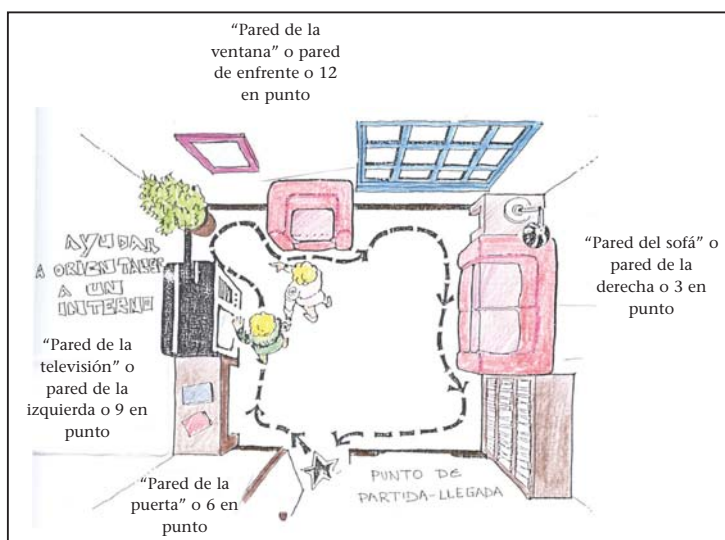 “Pared de la
ventana” o pared
de enfrente o 12
en punto
AYUDAR
A ORIENTARSE
A UN
INTERNO
“Pared del sofá” o
pared de la
derecha o 3 en
punto
“Pared de la
televisión” o
pared de la
izquierda o 9 en
punto
“Pared de la
puerta” o 6 en
punto
PUNTO DE
PARTIDA-LLEGADA